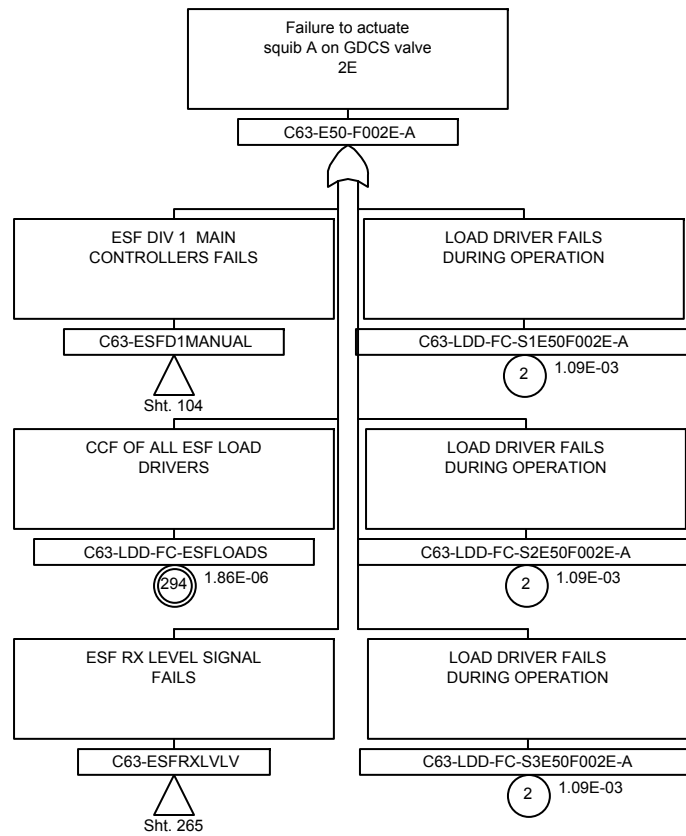 Failure to actuate
squib A on GDCS valve
2E
C63-E50-F002E-A
ESF DIV 1 MAIN
CONTROLLERS FAILS
C63-ESFD1MANUAL
Sht. 104
LOAD DRIVER FAILS
DURING OPERATION
C63-LDD-FC-S1E50F002E-A
2
1.09E-03
CCF OF ALL ESF LOAD
DRIVERS
C63-LDD-FC-ESFLOADS
294
1.86E-06
LOAD DRIVER FAILS
DURING OPERATION
C63-LDD-FC-S2E50F002E-A
2
1.09E-03
ESF RX LEVEL SIGNAL
FAILS
C63-ESFRXLVLV
Sht. 265
LOAD DRIVER FAILS
DURING OPERATION
C63-LDD-FC-S3E50F002E-A
2
1.09E-03